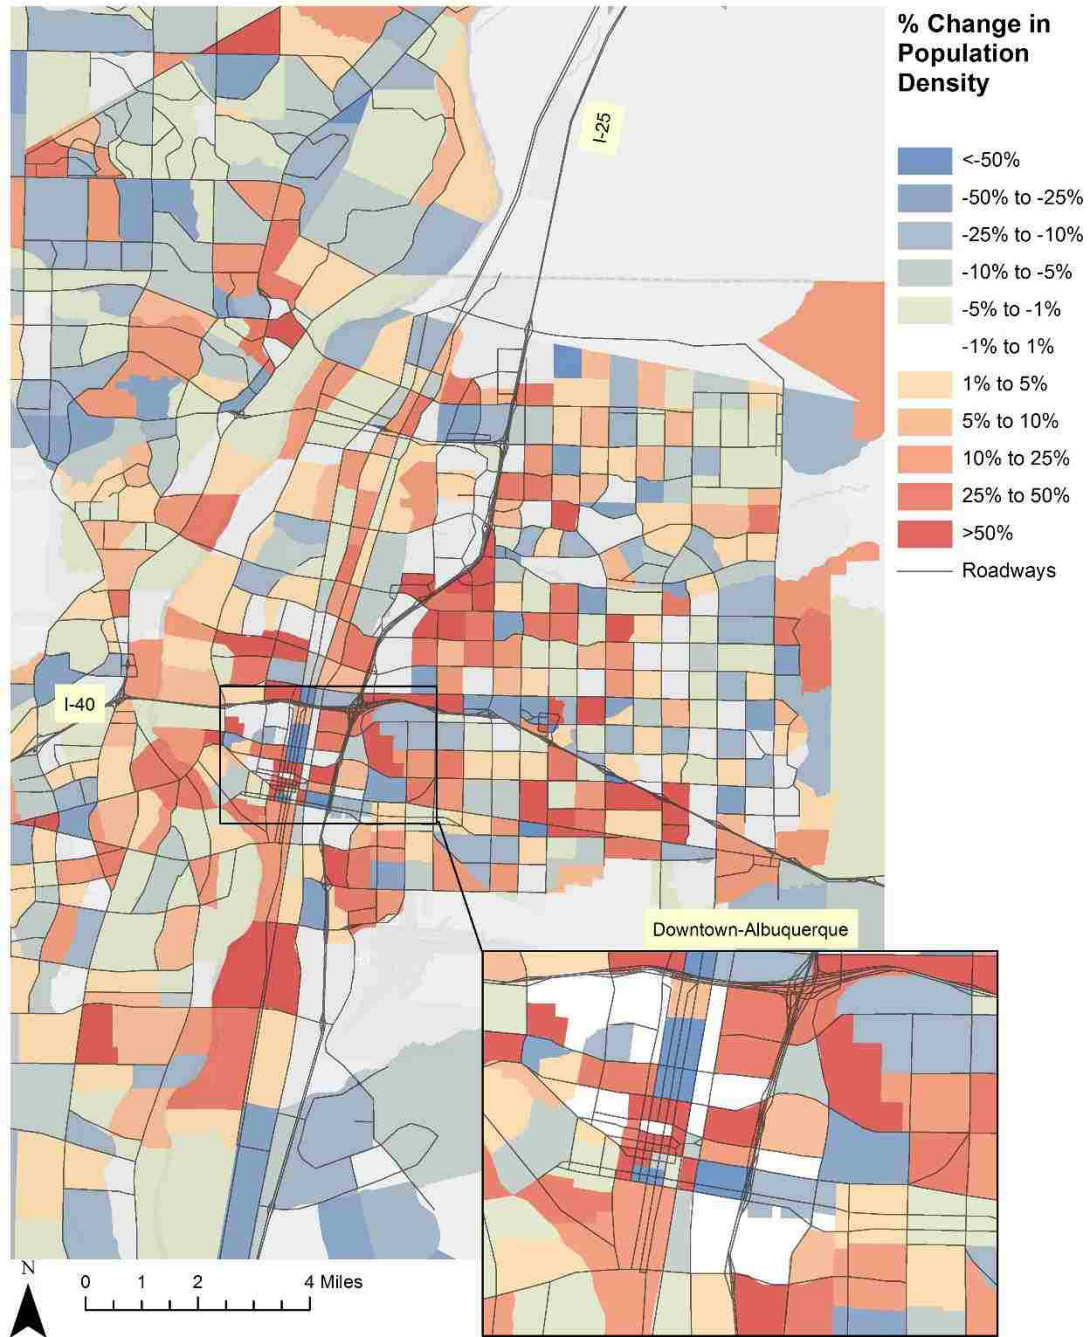 % Change in
Population
Density
<-50%
-50% to -25%
-25% to -10%
-10% to -5%
-5% to -1%
-1% to 1%
1% to 5%
5% to 10%
10% to 25%
25% to 50%
>50%
Roadways
I-25
I-40
Downtown-Albuquerque
N
0 1 2 4 Miles